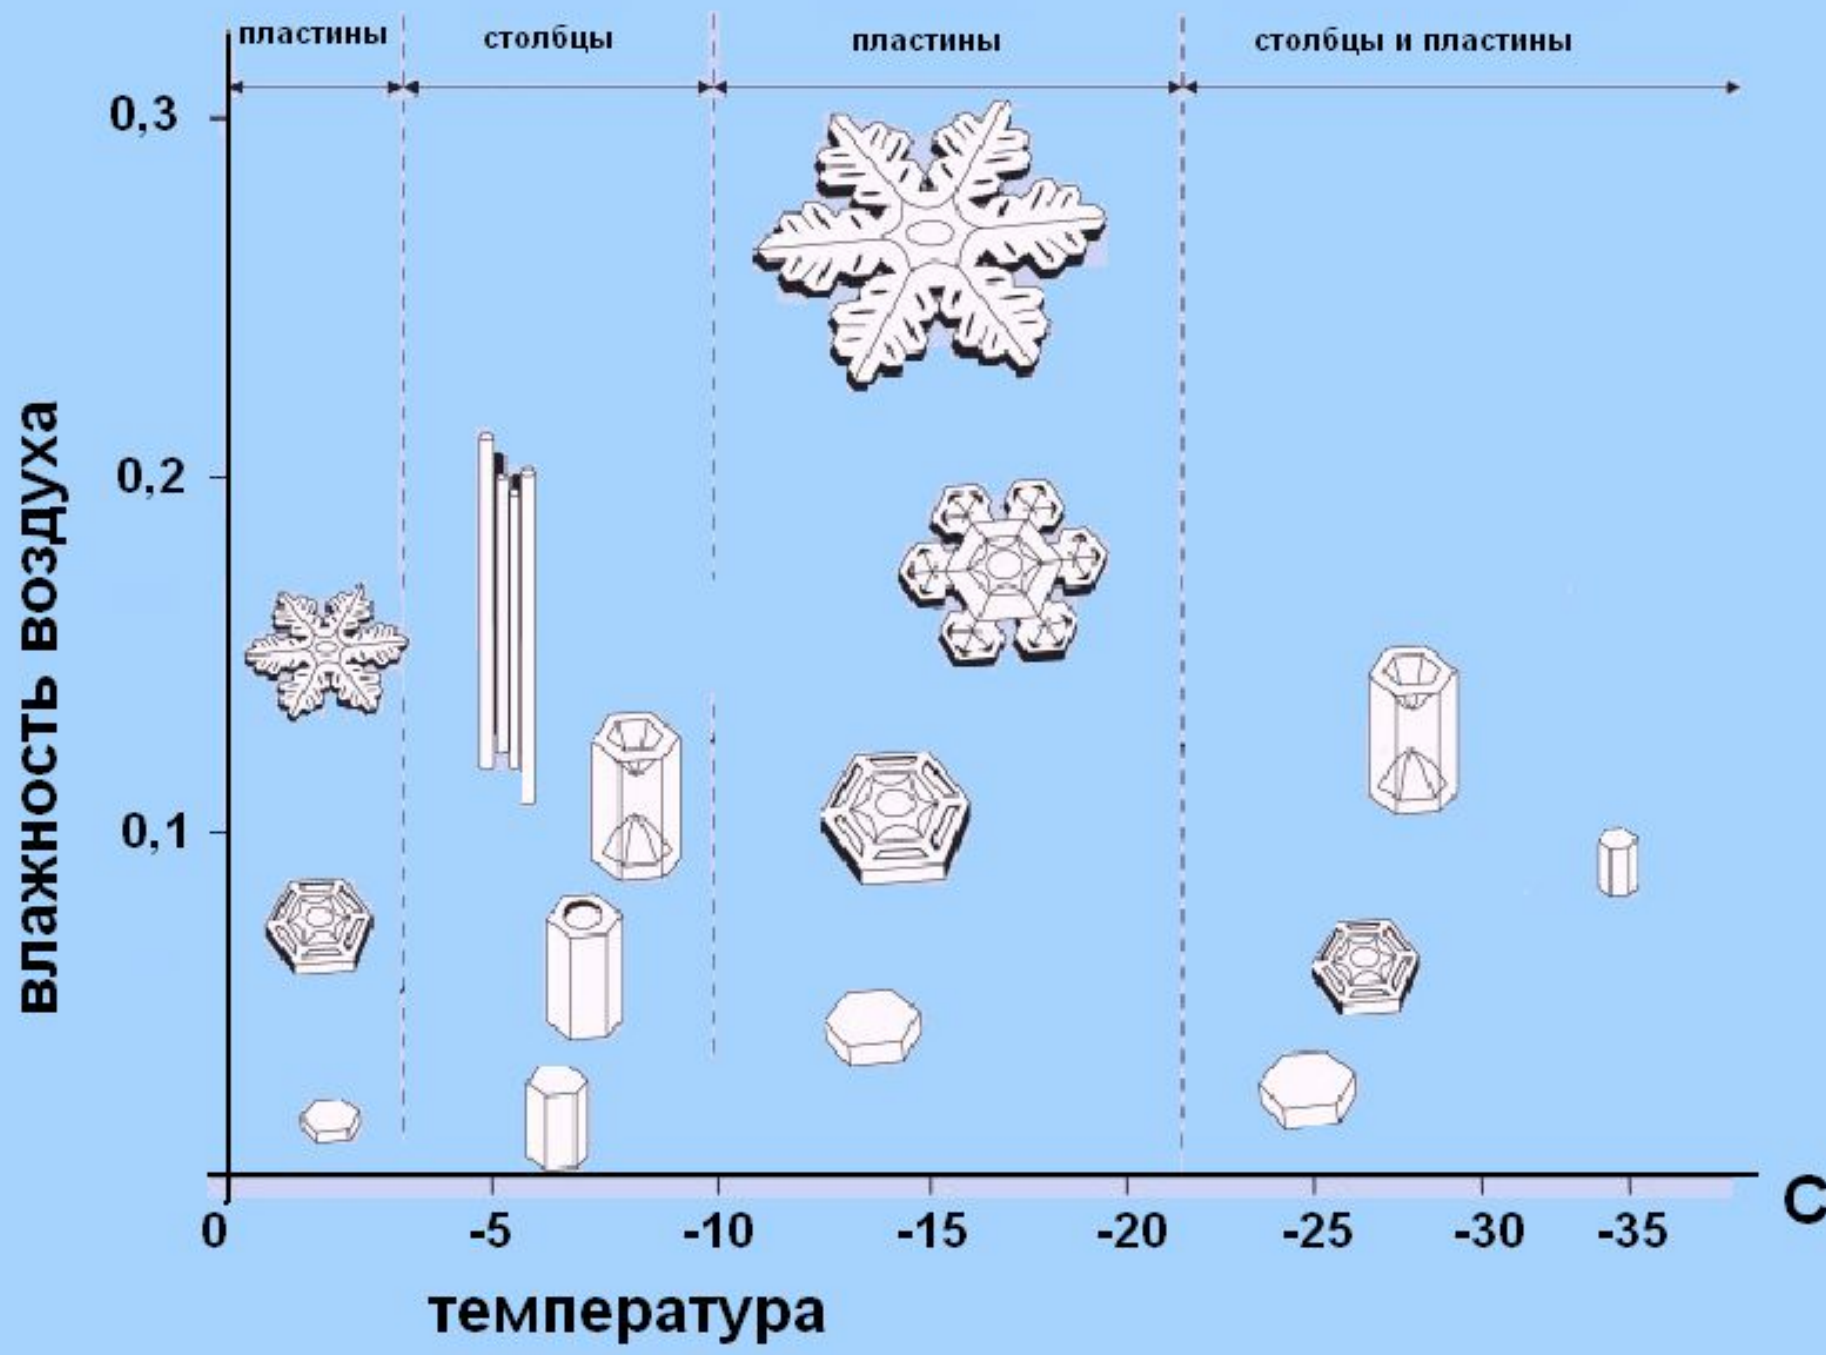 пластины
столбцы
пластины
столбцы и пластины
0,3
0,2
0,1
влажность воздуха
0
-5
-10
-15
-20
-25
-30
-35
С
температура